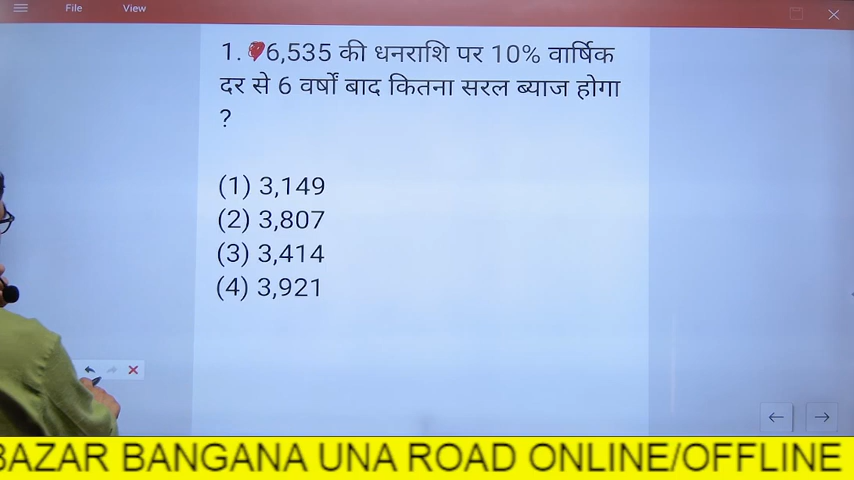 File View
1. 6,535 की धनराशि पर 10% वार्षिक
दर से 6 वर्षों बाद कितना सरल ब्याज होगा
?
(1) 3,149
(2) 3,807
(3) 3,414
(4) 3,921
BAZAR BANGANA UNA ROAD ONLINE/OFFLINE